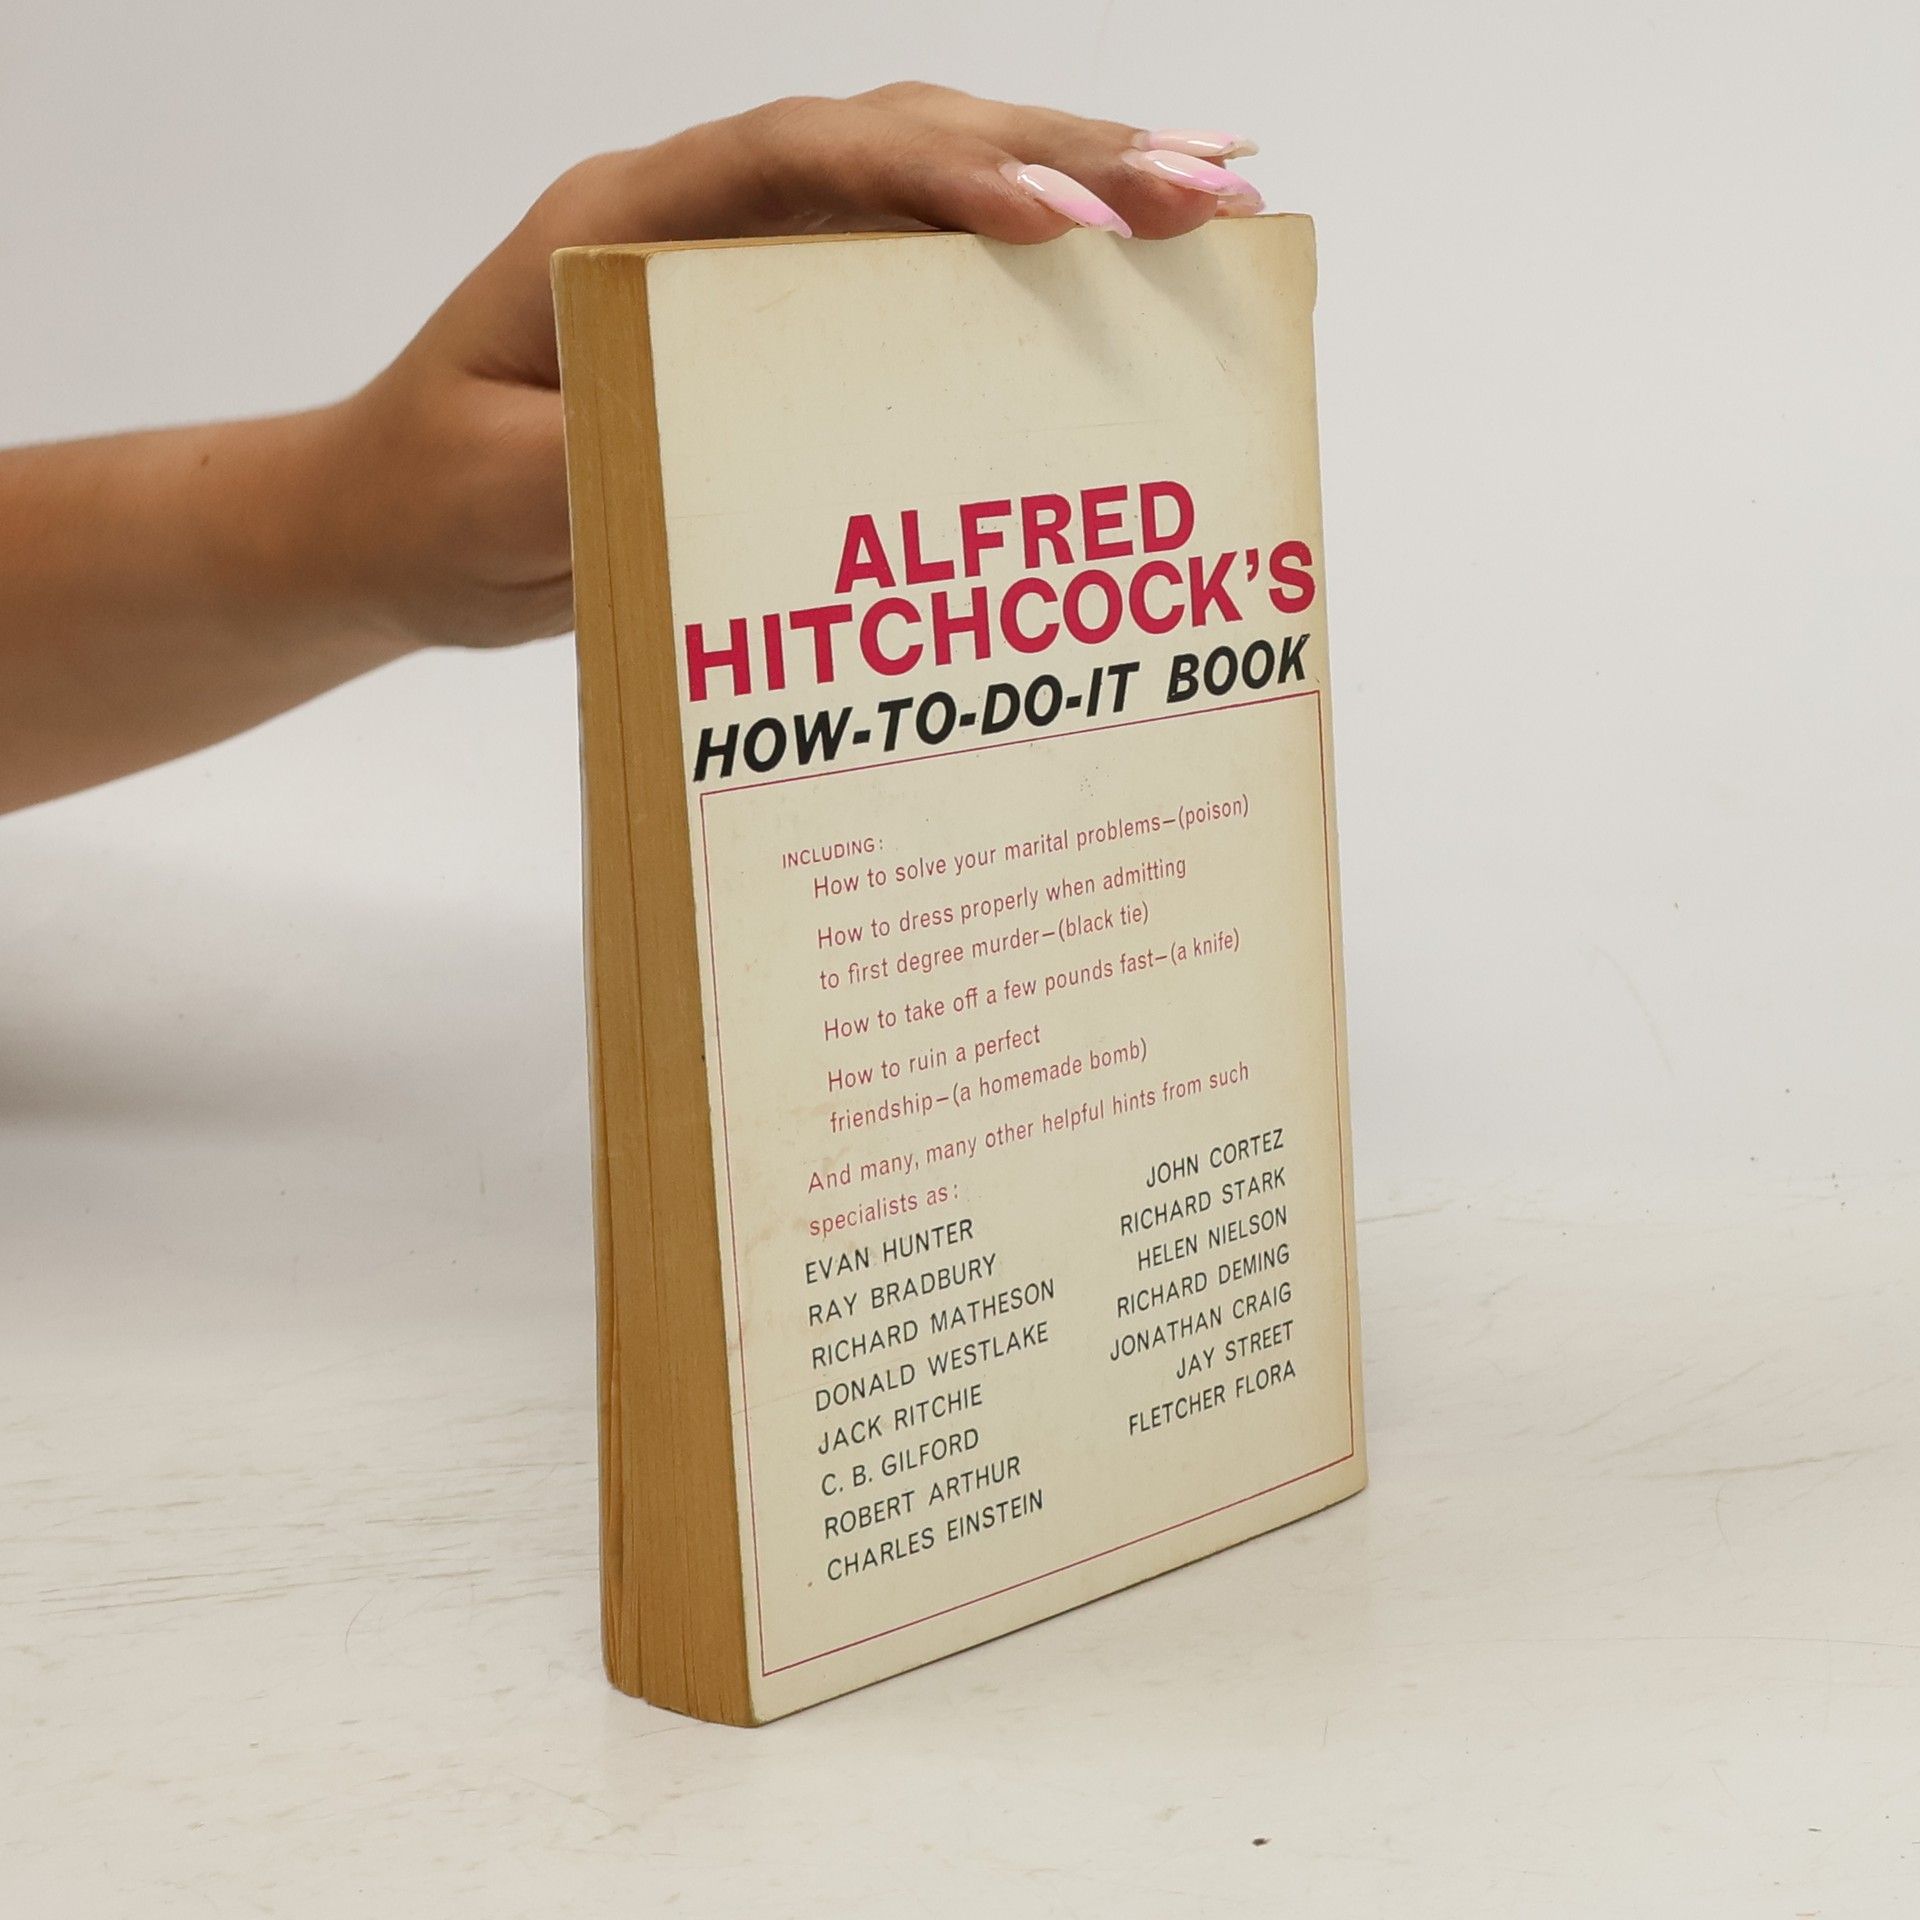 ALFRED
HITCHCOCK'S
HOW-TO-DO-IT BOOK
INCLUDING:
How to solve your marital problems—(poison)
How to dress properly when admitting
to first degree murder—(black tie)
How to take off a few pounds fast—(a knife)
How to ruin a perfect
friendship—(a homemade bomb)
And many, many other helpful hints from such
specialists as:
EVAN HUNTER
RAY BRADBURY
RICHARD MATHESON
DONALD WESTLAKE
JACK RITCHIE
C. B. GILFORD
ROBERT ARTHUR
CHARLES EINSTEIN
JOHN CORTEZ
RICHARD STARK
HELEN NIELSON
RICHARD DEMING
JONATHAN CRAIG
JAY STREET
FLETCHER FLORA